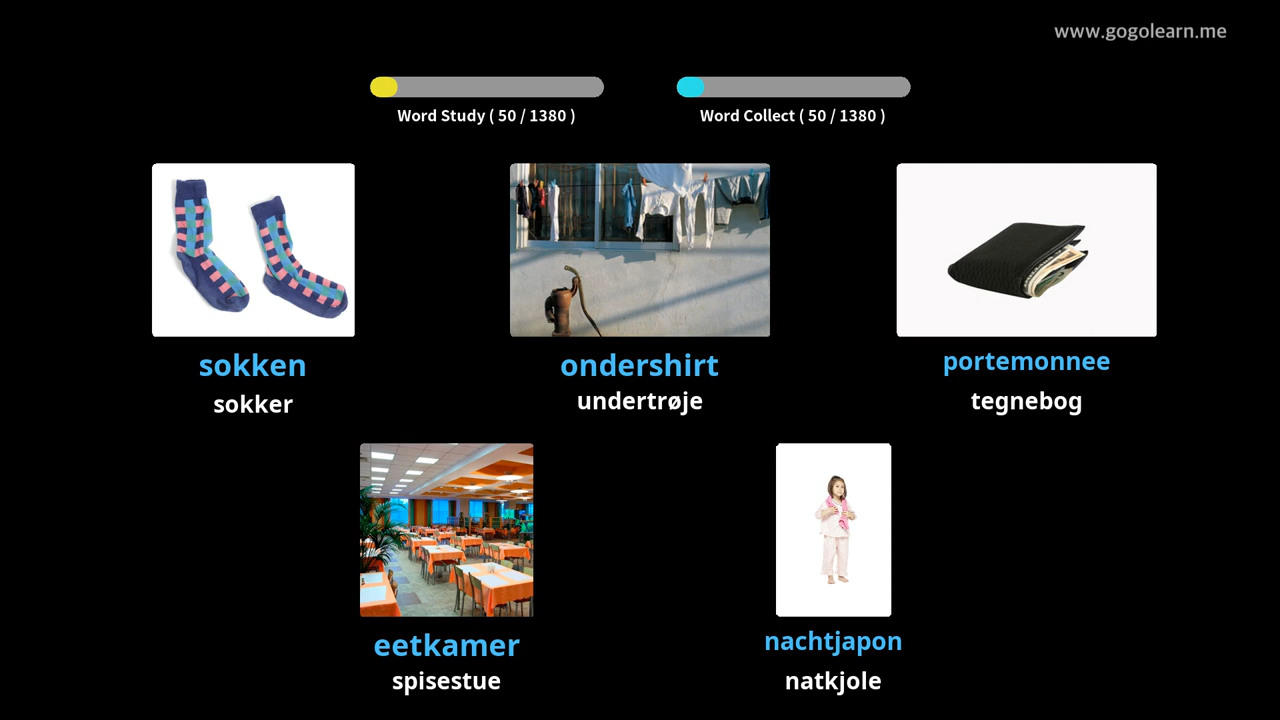 www.gogolearn.me
Word Study ( 50 / 1380 )
Word Collect ( 50 / 1380 )
sokken
sokker
ondershirt
undertrøje
portemonnee
tegnebog
eetkamer
spisestue
nachtjapon
natkjole